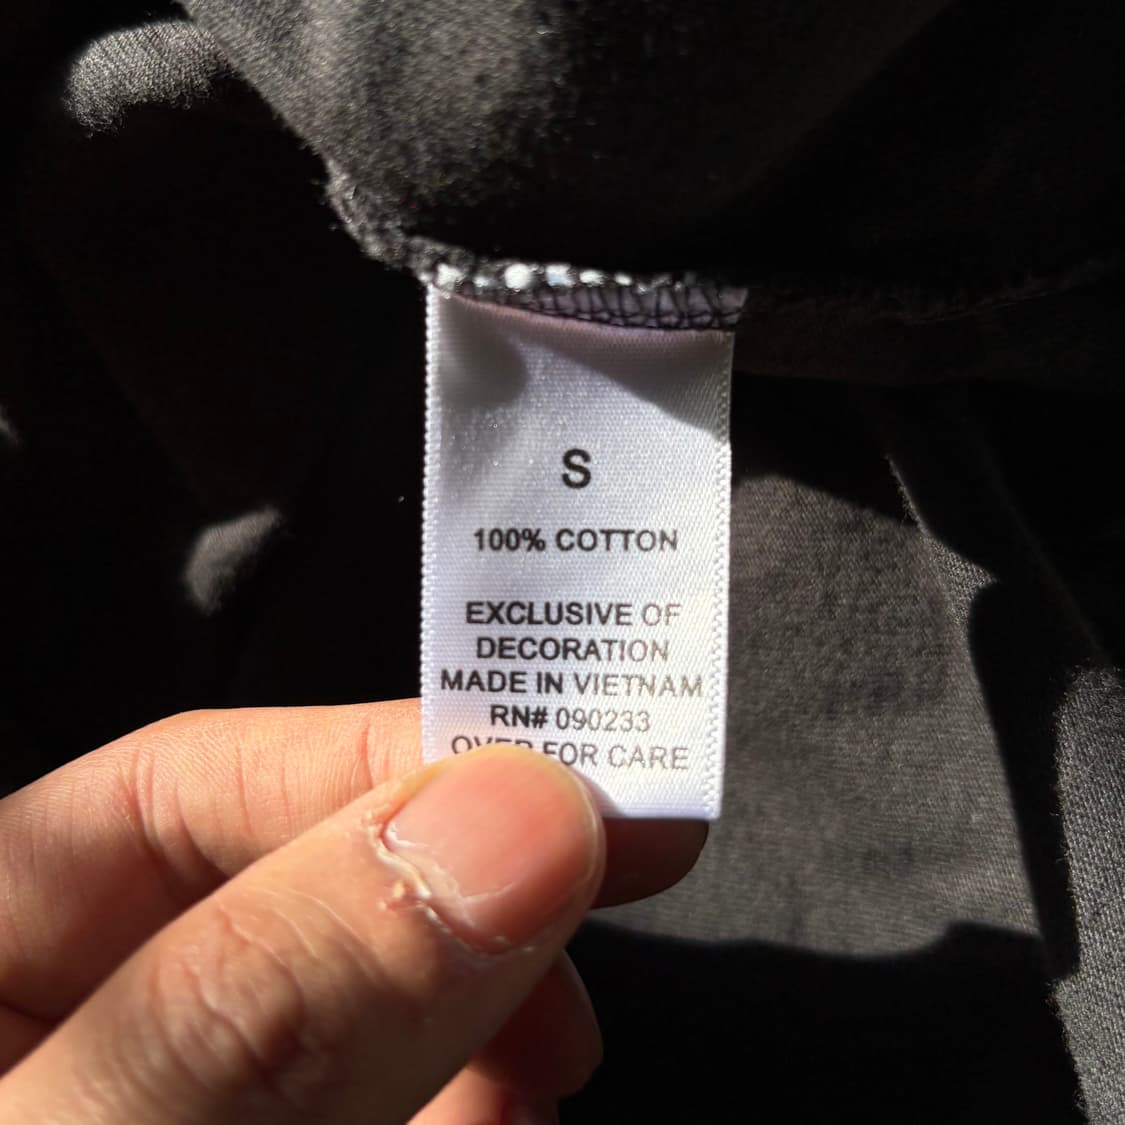 S
100% COTTON
EXCLUSIVE OF
DECORATION
MADE IN VIETNAM
RN# 090233
OVER FOR CARE